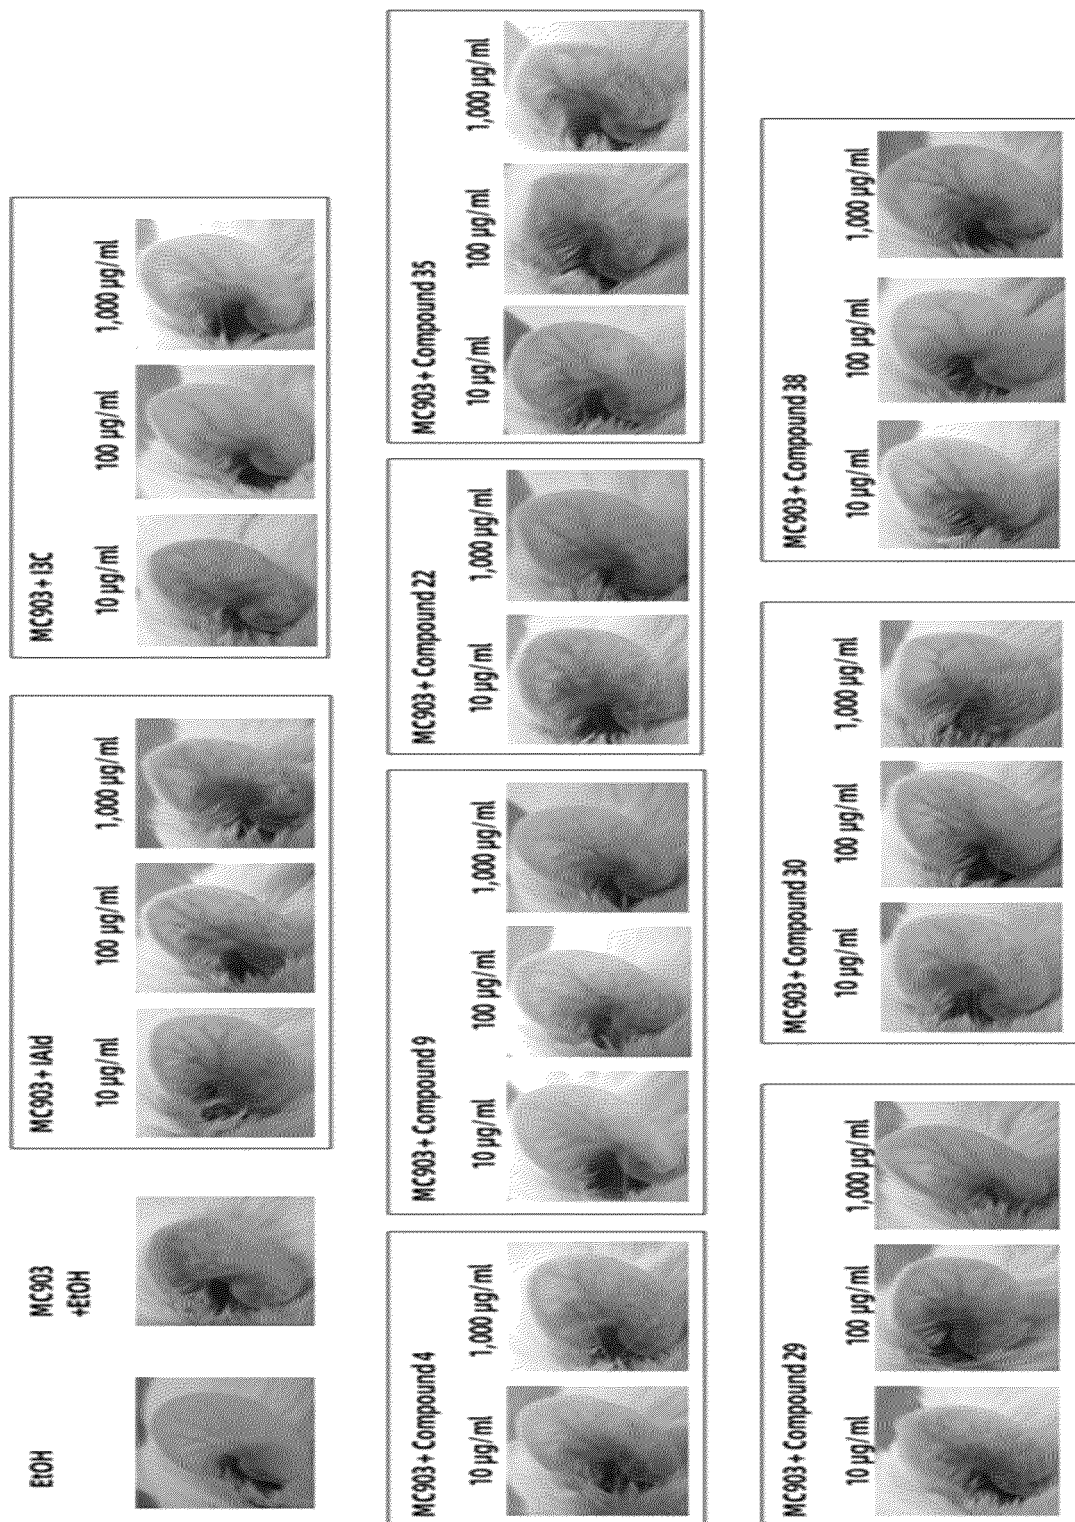 EtOH
MC903
+EtOH
MC903 + IAld
10 µg/ml
100 µg/ml
1,000 µg/ml
MC903 + I3C
10 µg/ml
100 µg/ml
1,000 µg/ml
MC903 + Compound 4
10 µg/ml
1,000 µg/ml
MC903 + Compound 9
10 µg/ml
100 µg/ml
1,000 µg/ml
MC903 + Compound 22
10 µg/ml
1,000 µg/ml
MC903 + Compound 35
10 µg/ml
100 µg/ml
1,000 µg/ml
MC903 + Compound 29
10 µg/ml
100 µg/ml
1,000 µg/ml
MC903 + Compound 30
10 µg/ml
100 µg/ml
1,000 µg/ml
MC903 + Compound 38
10 µg/ml
100 µg/ml
1,000 µg/ml